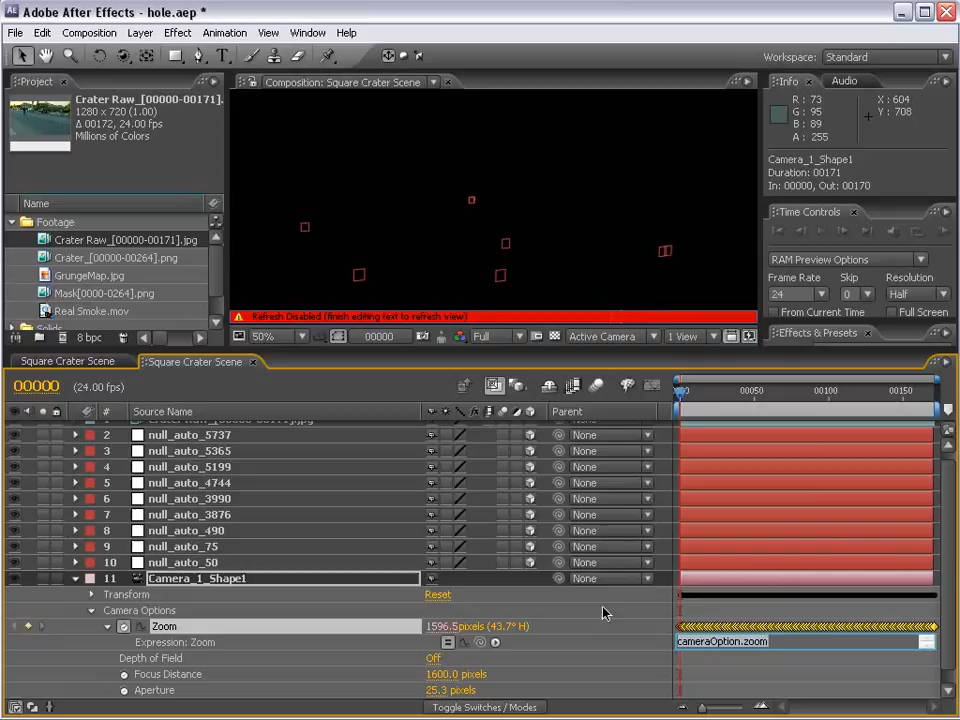 Adobe After Effects - hole.aep *
File Edit Composition Layer Effect Animation View Window Help
Workspace: Standard
Project
Composition: Square Crater Scene
Info Audio
Crater Raw_[00000-00171].
1280 x 720 (1.00)
Δ 00172, 24.00 fps
Millions of Colors
R : 73
G : 95
B : 89
A : 255
X : 604
Y : 708
Camera_1_Shape1
Duration: 00171
In: 00000, Out: 00170
Name
Footage
Crater Raw_[00000-00171].jpg
Crater_[00000-00264].png
GrungeMap.jpg
Mask[0000-0264].png
Real Smoke.mov
Solids
8 bpc
Time Controls
RAM Preview Options
Frame Rate Skip Resolution
24 0 Half
From Current Time Full Screen
Effects & Presets
Refresh Disabled (finish editing text to refresh view)
50% 00000 Full Active Camera 1 View
Square Crater Scene Square Crater Scene
00000 (24.00 fps)
00050 00100 00150
# Source Name Parent
2 null_auto_5737 None
3 null_auto_5365 None
4 null_auto_5199 None
5 null_auto_4744 None
6 null_auto_3990 None
7 null_auto_3876 None
8 null_auto_490 None
9 null_auto_75 None
10 null_auto_50 None
11 Camera_1_Shape1 None
Transform Reset
Camera Options
Zoom 1596.5pixels (43.7° H)
Expression: Zoom cameraOption.zoom
Depth of Field Off
Focus Distance 1600.0 pixels
Aperture 25.3 pixels
Toggle Switches / Modes